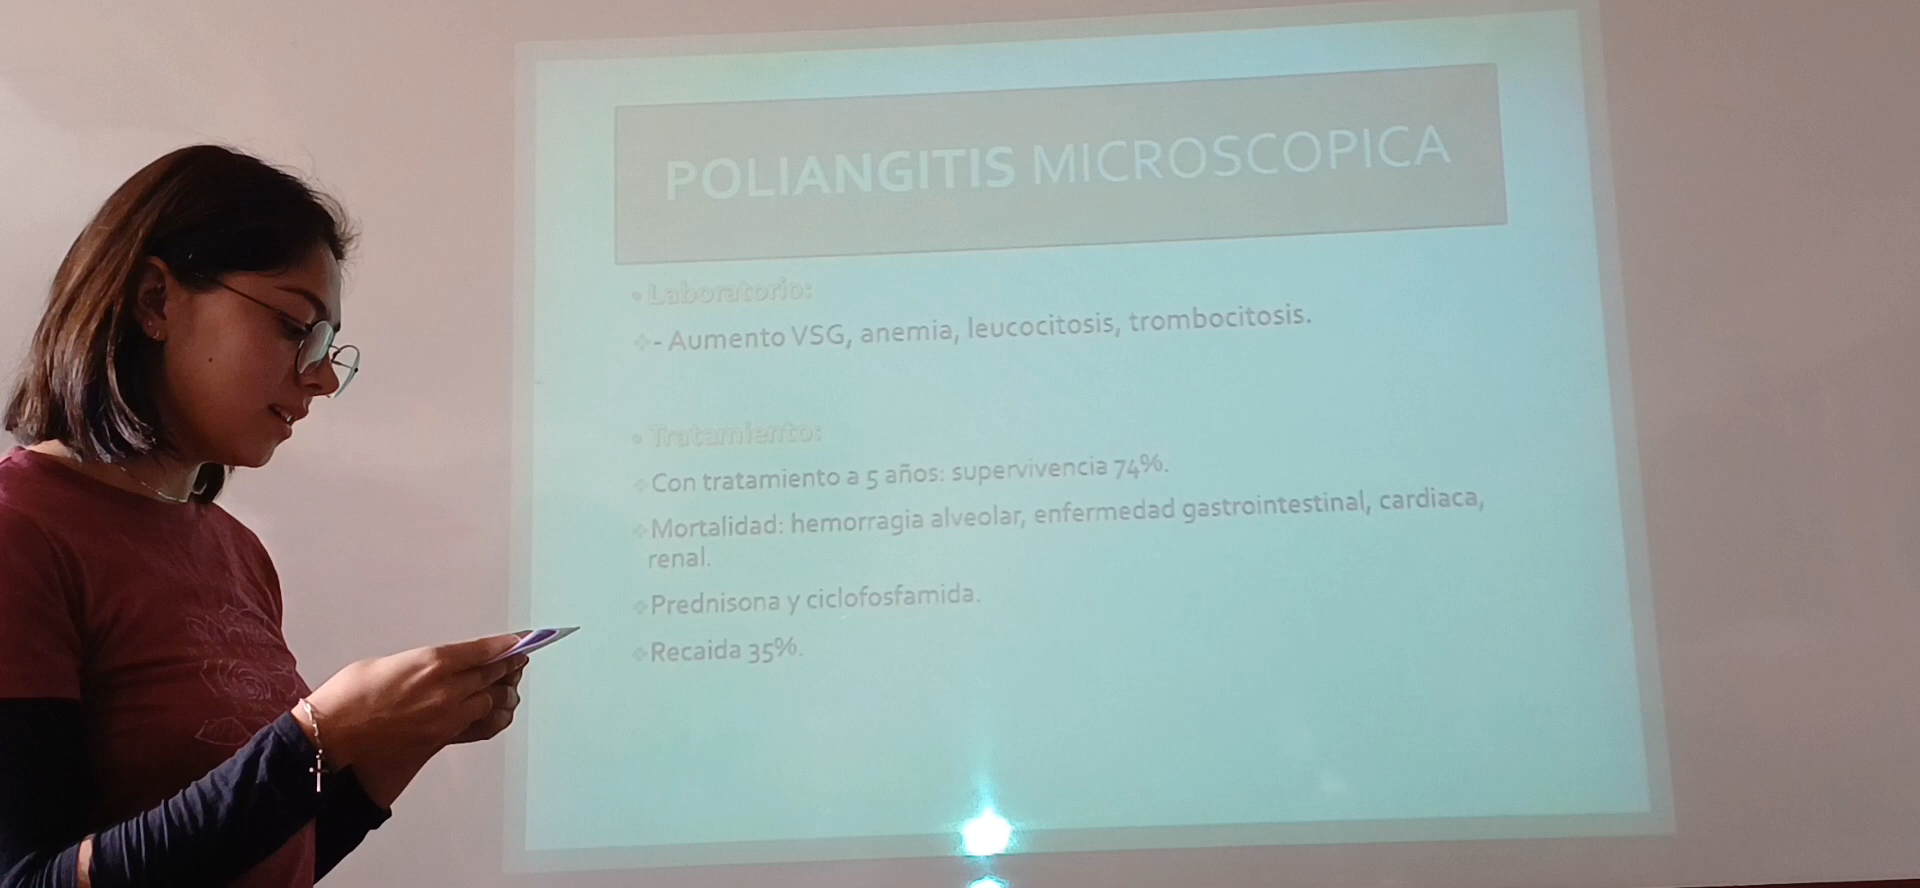 POLIANGITIS MICROSCOPICA
• Laboratorio:
- Aumento VSG, anemia, leucocitosis, trombocitosis.
• Tratamiento:
Con tratamiento a 5 años: supervivencia 74%.
Mortalidad: hemorragia alveolar, enfermedad gastrointestinal, cardiaca,
renal.
Prednisona y ciclofosfamida.
Recaida 35%.